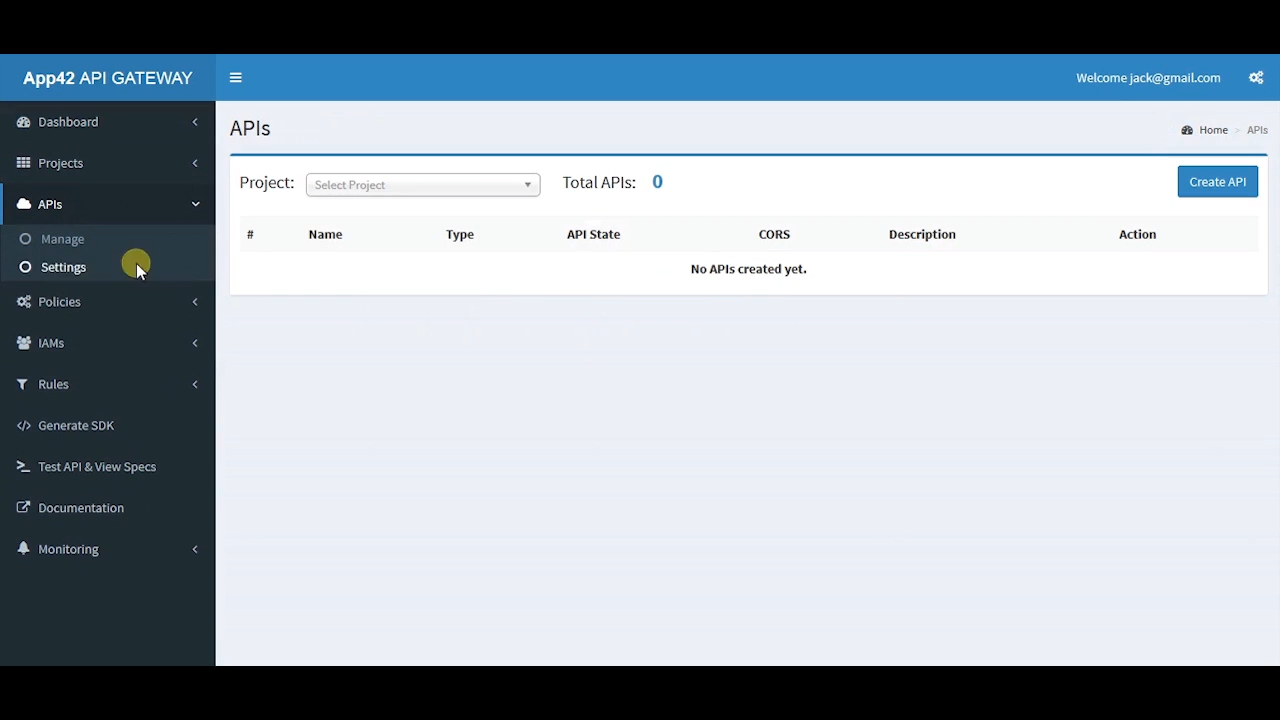 App42 API GATEWAY
Welcome jack@gmail.com
Dashboard
Projects
APIs
Manage
Settings
Policies
IAMs
Rules
Generate SDK
Test API & View Specs
Documentation
Monitoring
APIs
Home > APIs
Project: Select Project Total APIs: 0 Create API
# Name Type API State CORS Description Action
No APIs created yet.